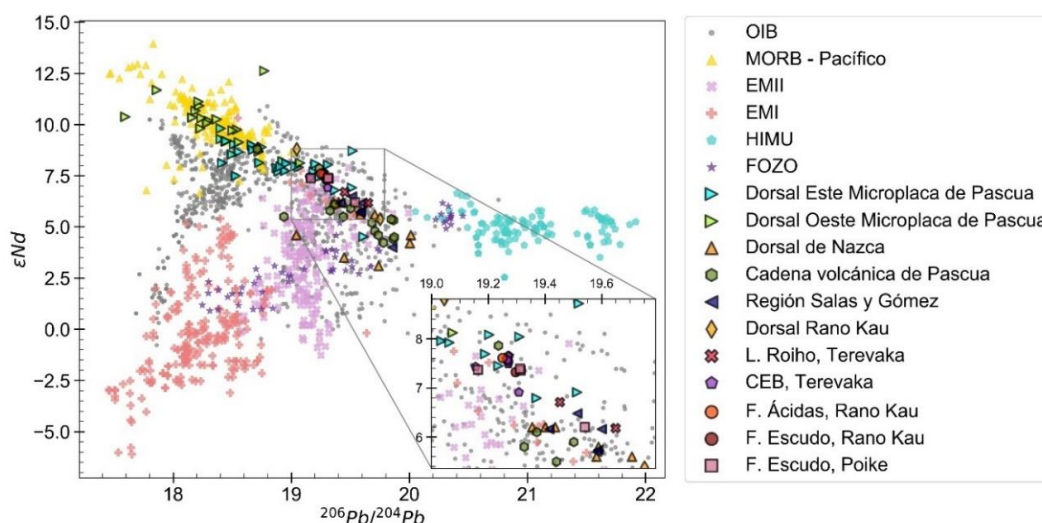 15.0
12.5
10.0
7.5
5.0
2.5
0.0
−2.5
−5.0
εNd
18
19
20
21
22
²⁰⁶Pb/²⁰⁴Pb
19.0
19.2
19.4
19.6
8
7
6
OIB
MORB - Pacífico
EMII
EMI
HIMU
FOZO
Dorsal Este Microplaca de Pascua
Dorsal Oeste Microplaca de Pascua
Dorsal de Nazca
Cadena volcánica de Pascua
Región Salas y Gómez
Dorsal Rano Kau
L. Roiho, Terevaka
CEB, Terevaka
F. Ácidas, Rano Kau
F. Escudo, Rano Kau
F. Escudo, Poike